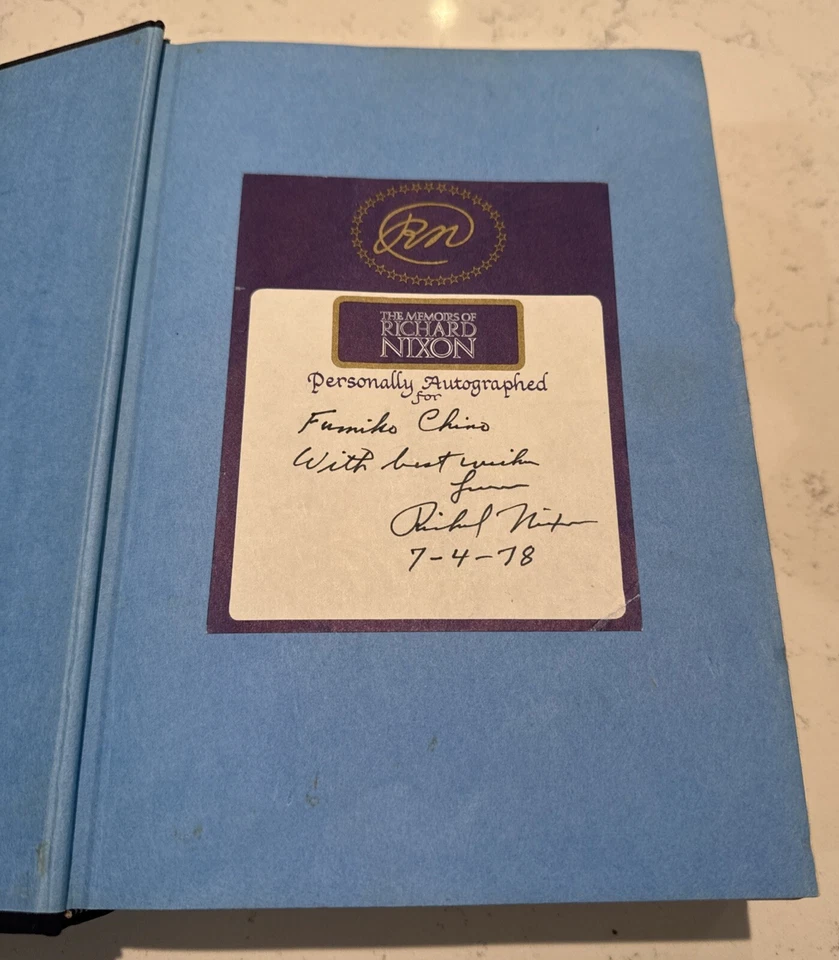 RN
THE MEMOIRS OF
RICHARD
NIXON
Personally Autographed
for
Fumiko Chino
With best wishes
from
Richard Nixon
7-4-78